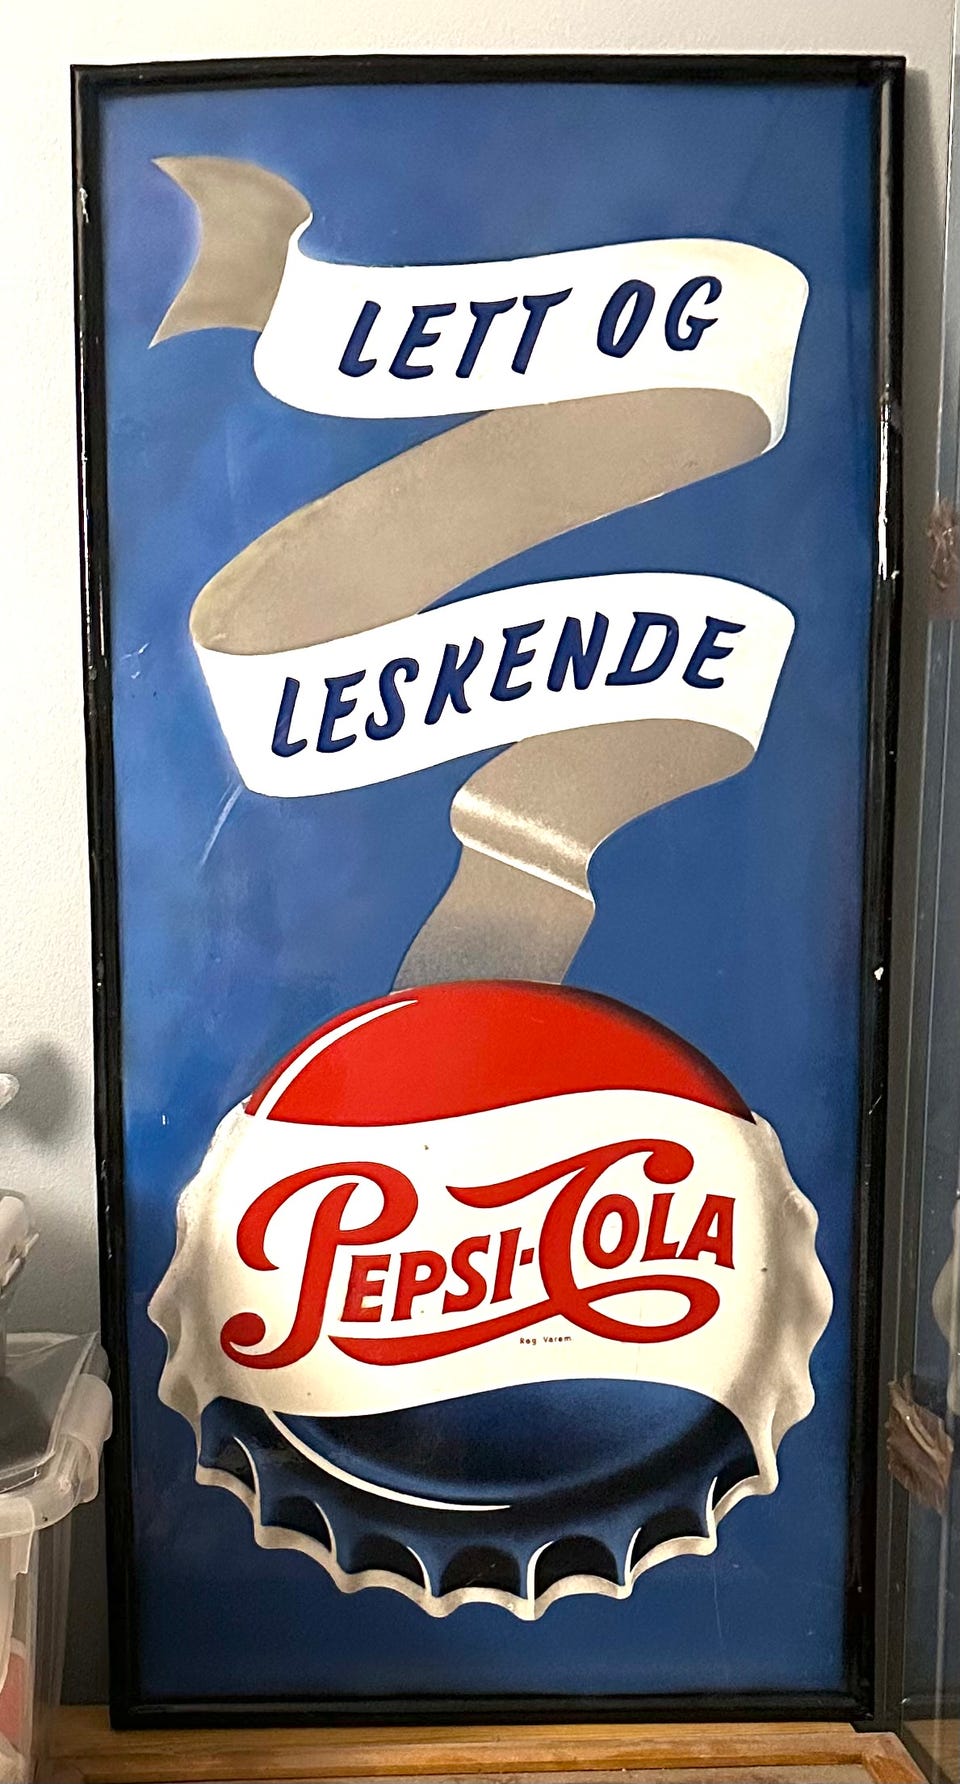 LETT OG
LESKENDE
PEPSI-COLA
Reg Varem